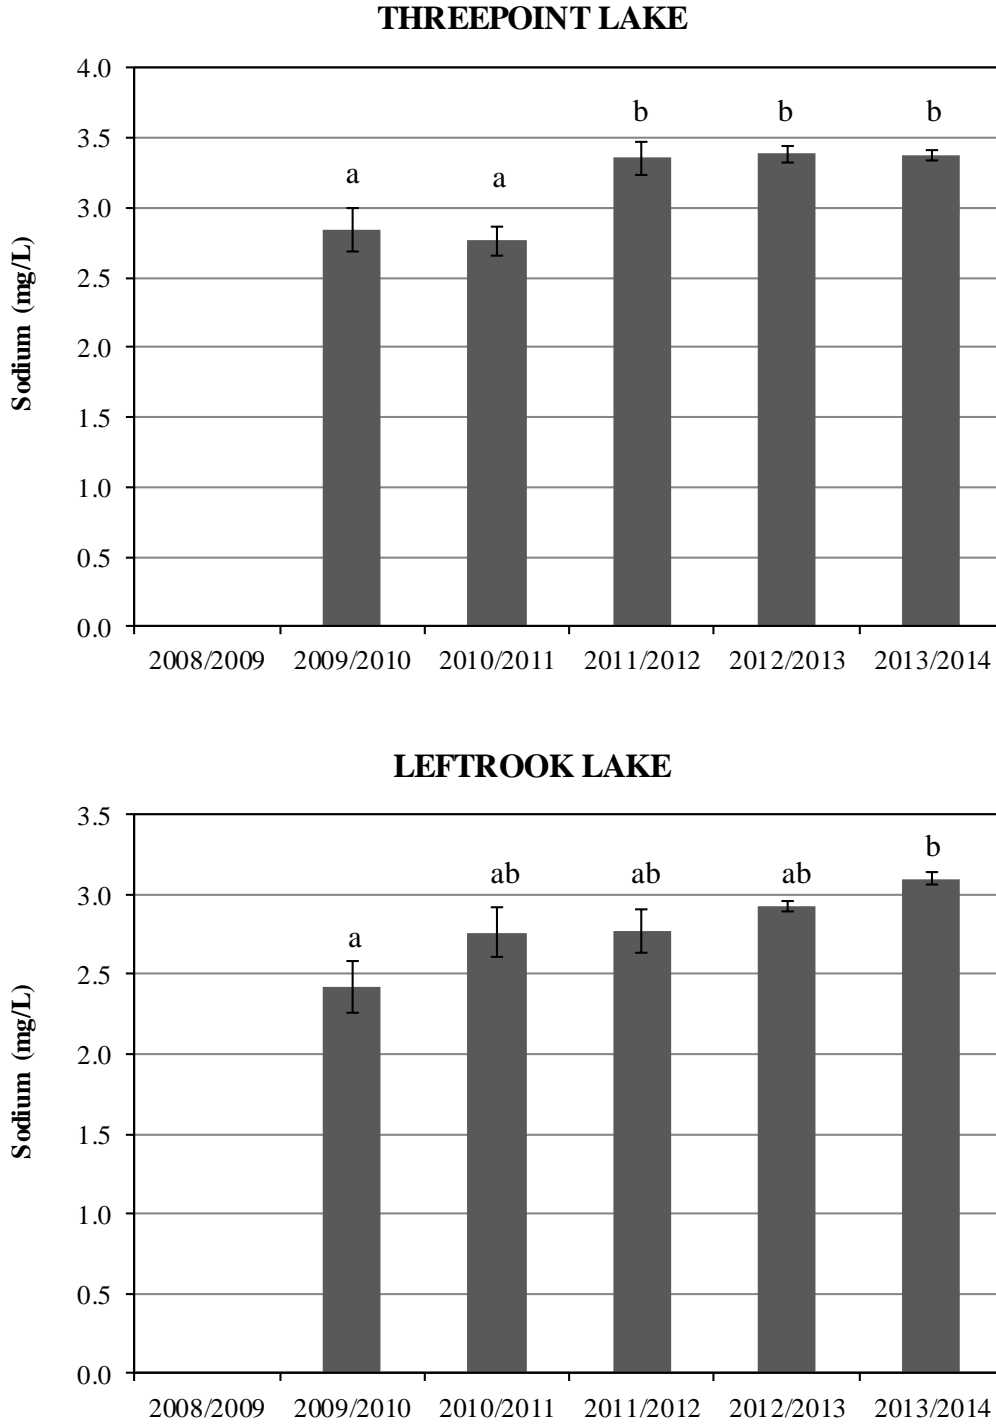 THREEPOINT LAKE
4.0
3.5
3.0
2.5
2.0
1.5
1.0
0.5
0.0
Sodium (mg/L)
a
a
b
b
b
2008/2009 2009/2010 2010/2011 2011/2012 2012/2013 2013/2014
LEFTROOK LAKE
3.5
3.0
2.5
2.0
1.5
1.0
0.5
0.0
Sodium (mg/L)
a
ab
ab
ab
b
2008/2009 2009/2010 2010/2011 2011/2012 2012/2013 2013/2014